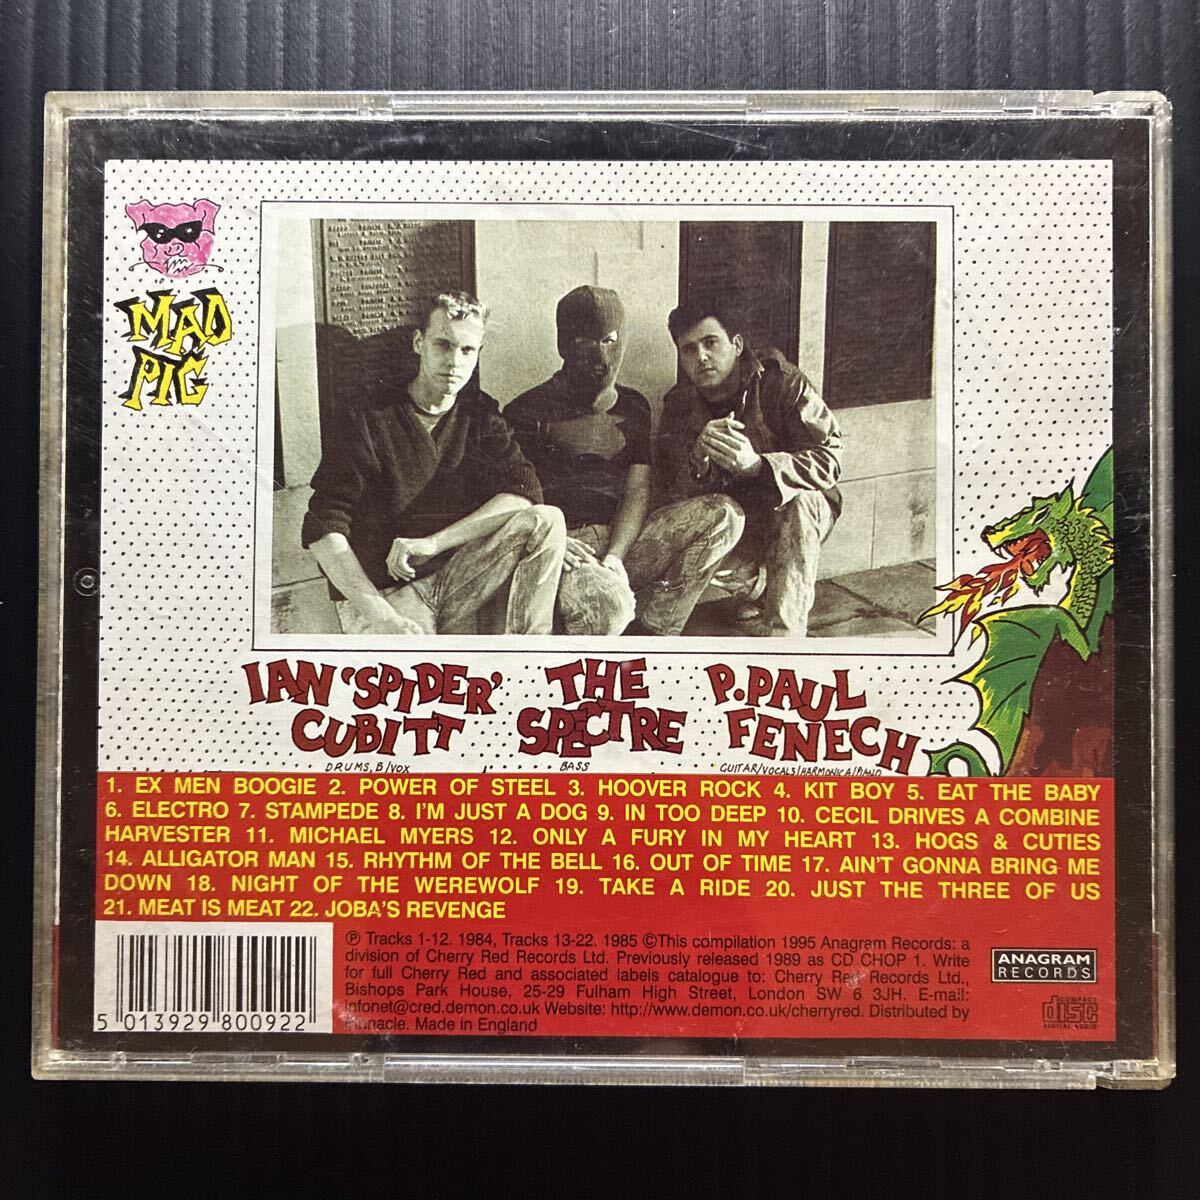 MAD
PIG
IAN 'SPIDER'
CUBITT
THE
SPECTRE
P.PAUL
FENECH
DRUMS, B/VOX
BASS
GUITAR/VOCALS/HARMONICA/PIANO
1. EX MEN BOOGIE 2. POWER OF STEEL 3. HOOVER ROCK 4. KIT BOY 5. EAT THE BABY
6. ELECTRO 7. STAMPEDE 8. I'M JUST A DOG 9. IN TOO DEEP 10. CECIL DRIVES A COMBINE
HARVESTER 11. MICHAEL MYERS 12. ONLY A FURY IN MY HEART 13. HOGS & CUTIES
14. ALLIGATOR MAN 15. RHYTHM OF THE BELL 16. OUT OF TIME 17. AIN'T GONNA BRING ME
DOWN 18. NIGHT OF THE WEREWOLF 19. TAKE A RIDE 20. JUST THE THREE OF US
21. MEAT IS MEAT 22. JOBA'S REVENGE
Ⓟ Tracks 1-12. 1984, Tracks 13-22. 1985 ©This compilation 1995 Anagram Records: a
division of Cherry Red Records Ltd. Previously released 1989 as CD CHOP 1. Write
for full Cherry Red and associated labels catalogue to: Cherry Red Records Ltd.,
Bishops Park House, 25-29 Fulham High Street, London SW 6 3JH. E-mail:
infonet@cred.demon.co.uk Website: http://www.demon.co.uk/cherryred. Distributed by
Pinnacle. Made in England
5 013929 800922
ANAGRAM
RECORDS
COMPACT
disc
DIGITAL AUDIO